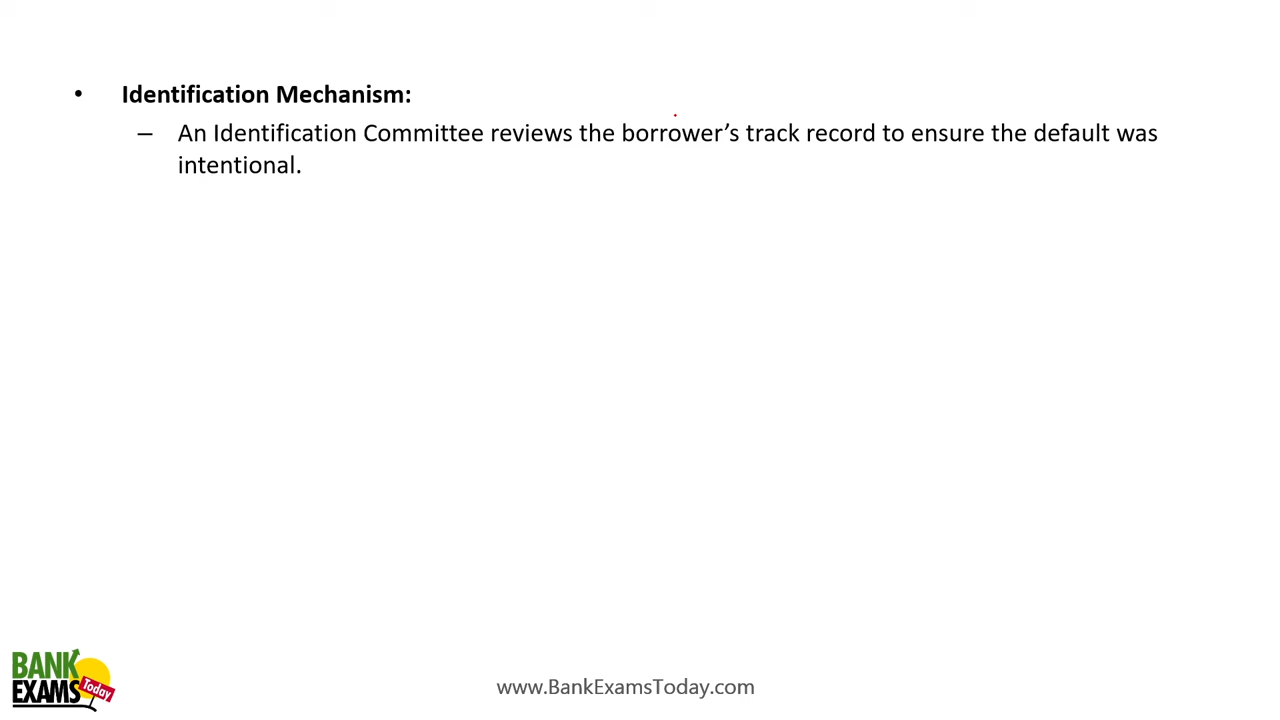 • Identification Mechanism:
– An Identification Committee reviews the borrower’s track record to ensure the default was
intentional.
BANK
EXAMS Today
www.BankExamsToday.com